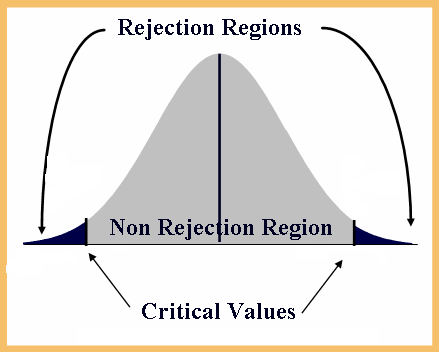 Rejection Regions
Non Rejection Region
Critical Values